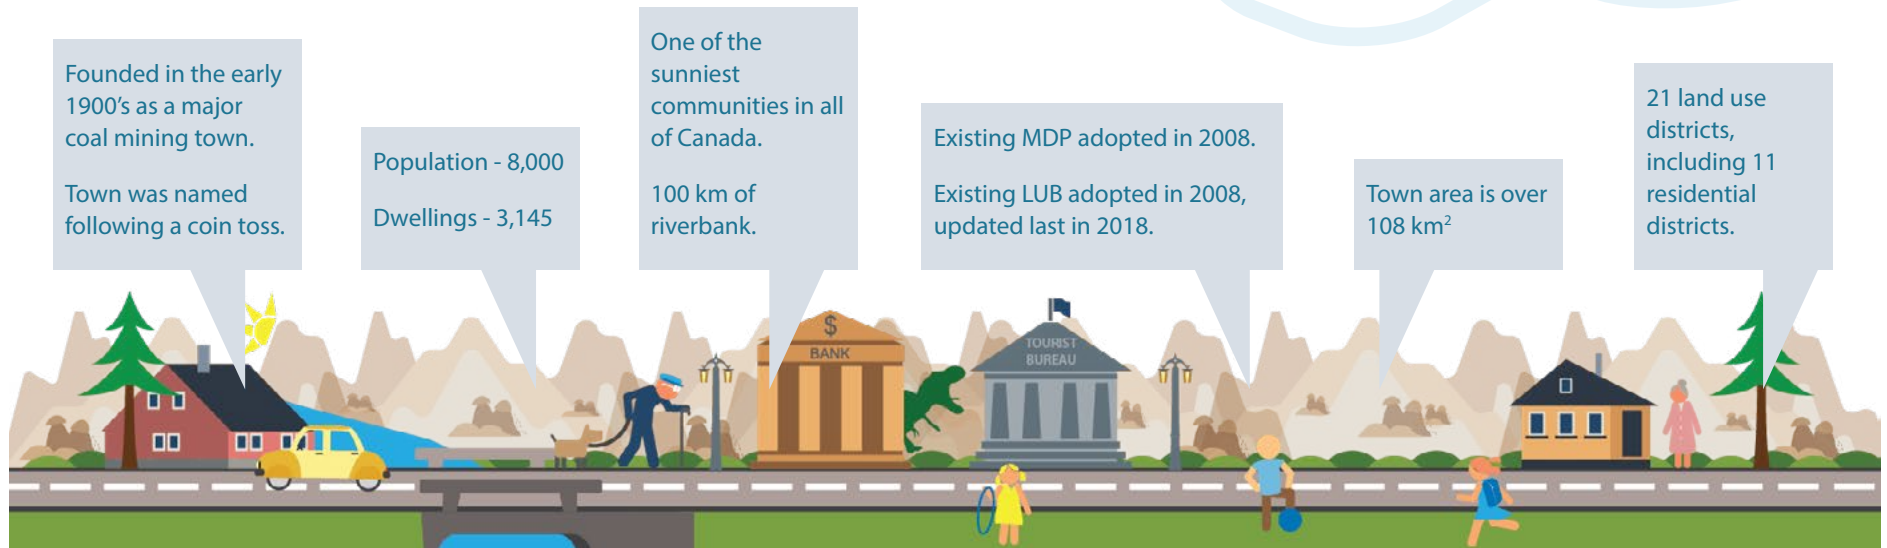 Founded in the early
1900's as a major
coal mining town.
Town was named
following a coin toss.
Population - 8,000
Dwellings - 3,145
One of the
sunniest
communities in all
of Canada.
100 km of
riverbank.
Existing MDP adopted in 2008.
Existing LUB adopted in 2008,
updated last in 2018.
Town area is over
108 km²
21 land use
districts,
including 11
residential
districts.
$
BANK
TOURIST
BUREAU